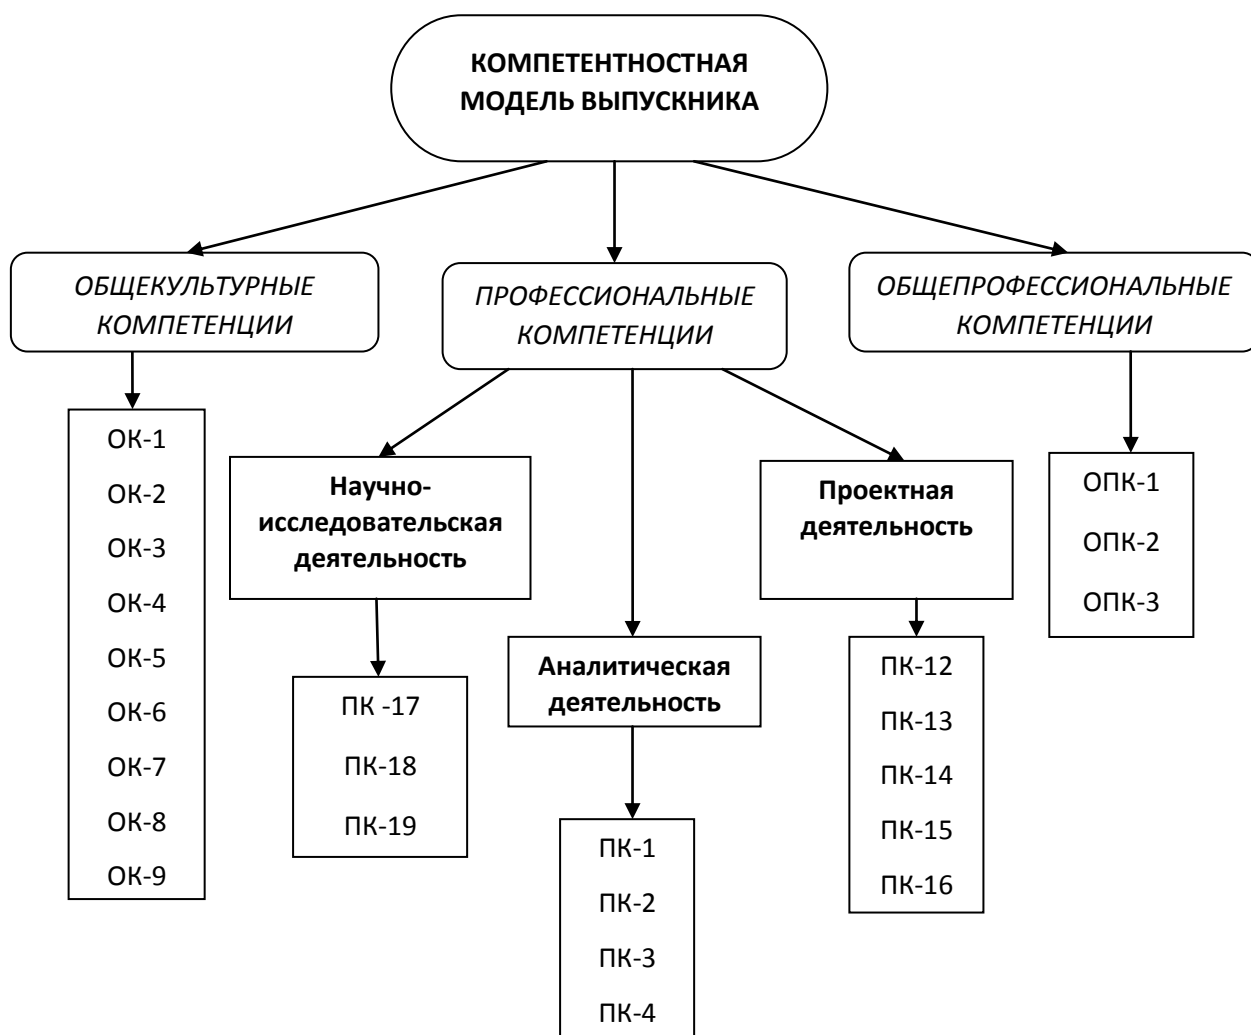 КОМПЕТЕНТНОСТНАЯ
МОДЕЛЬ ВЫПУСКНИКА
ОБЩЕКУЛЬТУРНЫЕ
КОМПЕТЕНЦИИ
ПРОФЕССИОНАЛЬНЫЕ
КОМПЕТЕНЦИИ
ОБЩЕПРОФЕССИОНАЛЬНЫЕ
КОМПЕТЕНЦИИ
ОК-1
ОК-2
ОК-3
ОК-4
ОК-5
ОК-6
ОК-7
ОК-8
ОК-9
Научно-
исследовательская
деятельность
ПК -17
ПК-18
ПК-19
Аналитическая
деятельность
ПК-1
ПК-2
ПК-3
ПК-4
Проектная
деятельность
ПК-12
ПК-13
ПК-14
ПК-15
ПК-16
ОПК-1
ОПК-2
ОПК-3